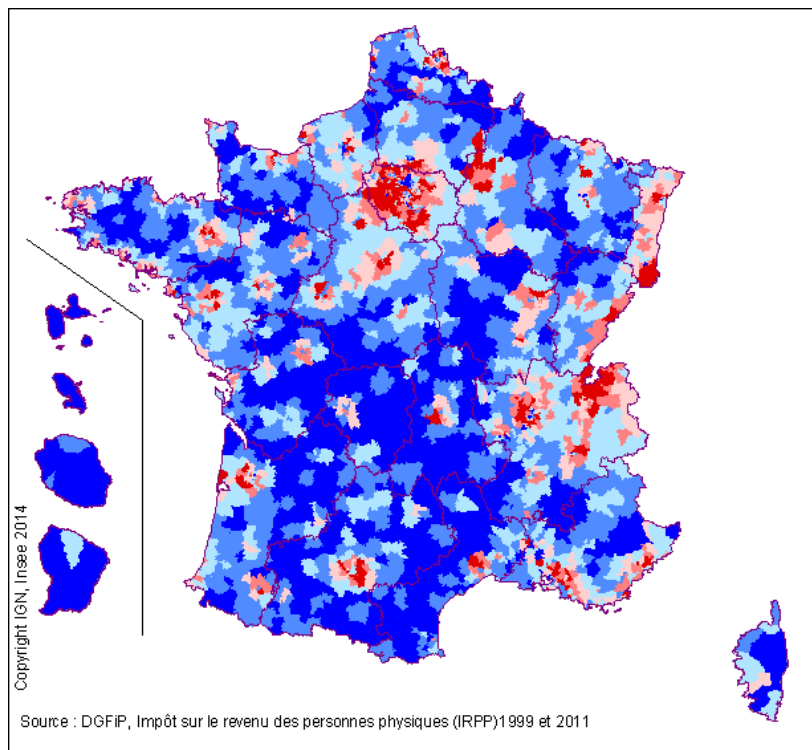 Copyright IGN, Insee 2014
Source : DGFiP, Impôt sur le revenu des personnes physiques (IRPP)1999 et 2011